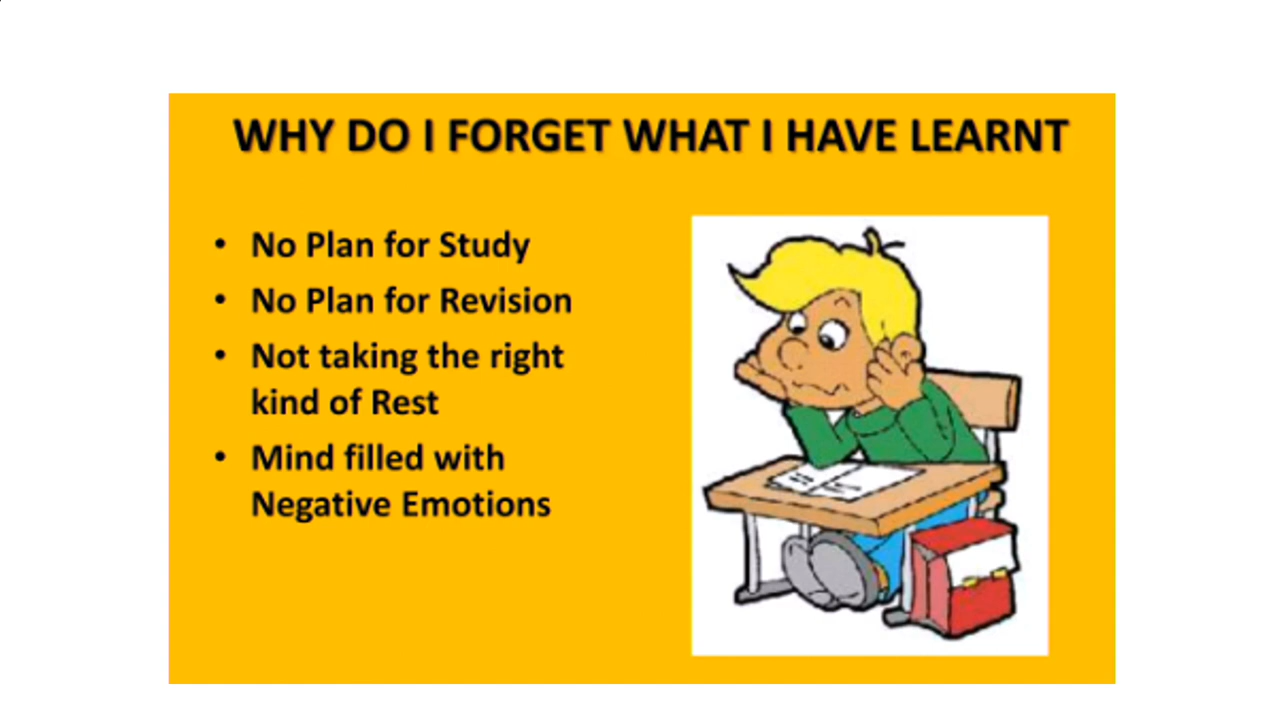 WHY DO I FORGET WHAT I HAVE LEARNT
• No Plan for Study
• No Plan for Revision
• Not taking the right
kind of Rest
• Mind filled with
Negative Emotions